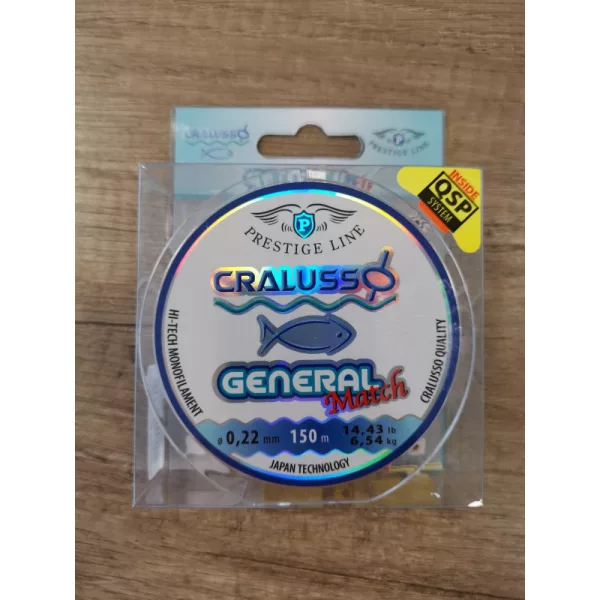 CRALUSSO
PRESTIGE LINE
INSIDE
QSP
SYSTEM
PRESTIGE LINE
CRALUSSO
HI-TECH MONOFILAMENT
CRALUSSO QUALITY
GENERAL
Match
ø 0,22 mm 150 m 14,43 lb
6,54 kg
JAPAN TECHNOLOGY